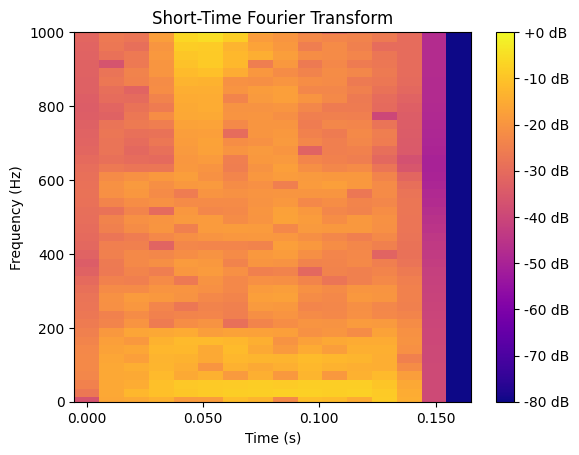 Short-Time Fourier Transform
1000
800
600
400
200
0
Frequency (Hz)
0.000
0.050
0.100
0.150
Time (s)
+0 dB
-10 dB
-20 dB
-30 dB
-40 dB
-50 dB
-60 dB
-70 dB
-80 dB